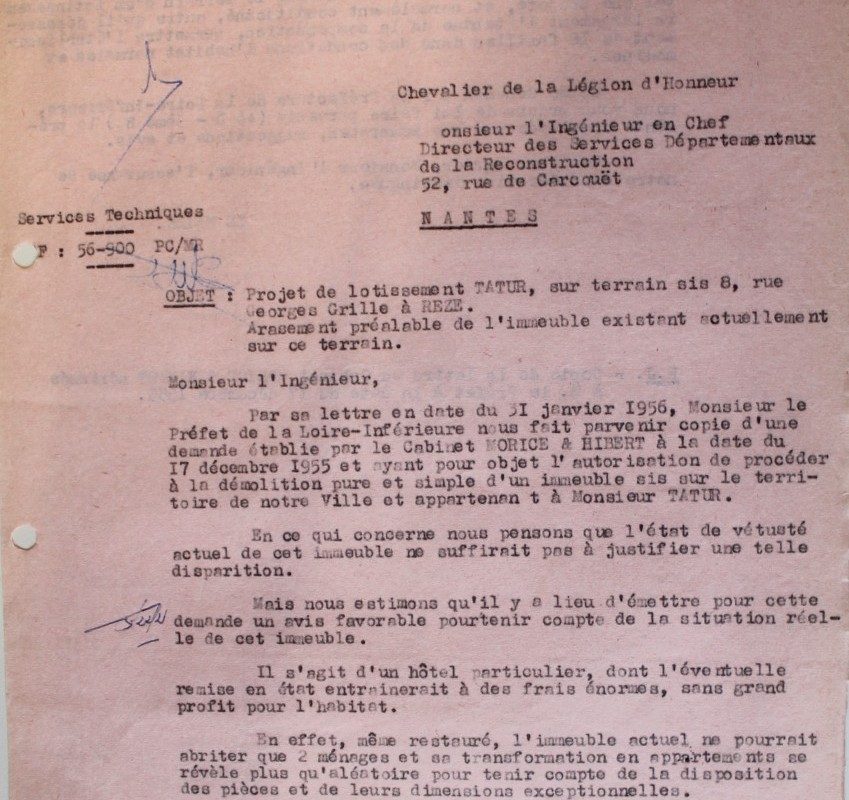 Chevalier de la Légion d'Honneur
onsieur l'Ingénieur en Chef
Directeur des Services Départementaux
de la Reconstruction
52, rue de Carcouët
NANTES
Services Techniques
F : 56-900 PC/MR
OBJET : Projet de lotissement TATUR, sur terrain sis 8, rue
Georges Grille à REZE.
Arasement préalable de l'immeuble existant actuellement
sur ce terrain.
Monsieur l'Ingénieur,
Par sa lettre en date du 31 janvier 1956, Monsieur le
Préfet de la Loire-Inférieure nous fait parvenir copie d'une
demande établie par le Cabinet MORICE & HIBERT à la date du
17 décembre 1955 et ayant pour objet l'autorisation de procéder
à la démolition pure et simple d'un immeuble sis sur le terri-
toire de notre Ville et appartenan t à Monsieur TATUR.
En ce qui concerne nous pensons que l'état de vétusté
actuel de cet immeuble ne suffirait pas à justifier une telle
disparition.
Mais nous estimons qu'il y a lieu d'émettre pour cette
demande un avis favorable pourtenir compte de la situation réel-
le de cet immeuble.
Il s'agit d'un hôtel particulier, dont l'éventuelle
remise en état entrainerait à des frais énormes, sans grand
profit pour l'habitat.
En effet, même restauré, l'immeuble actuel ne pourrait
abriter que 2 ménages et sa transformation en appartements se
révèle plus qu'aléatoire pour tenir compte de la disposition
des pièces et de leurs dimensions exceptionnelles.